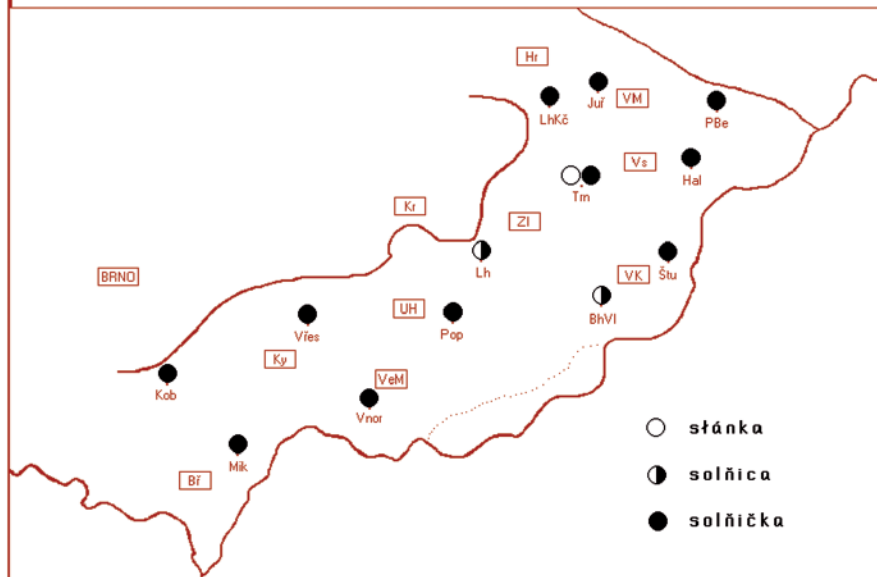 Hr
VM
LhKč
Juř
PBe
Vs
Hal
Trn
Kr
Zl
BRNO
Lh
VK
Štu
BhVl
UH
Vřes
Pop
Ky
Kob
VeM
Vnor
Mik
Bř
słánka
solňica
solňička